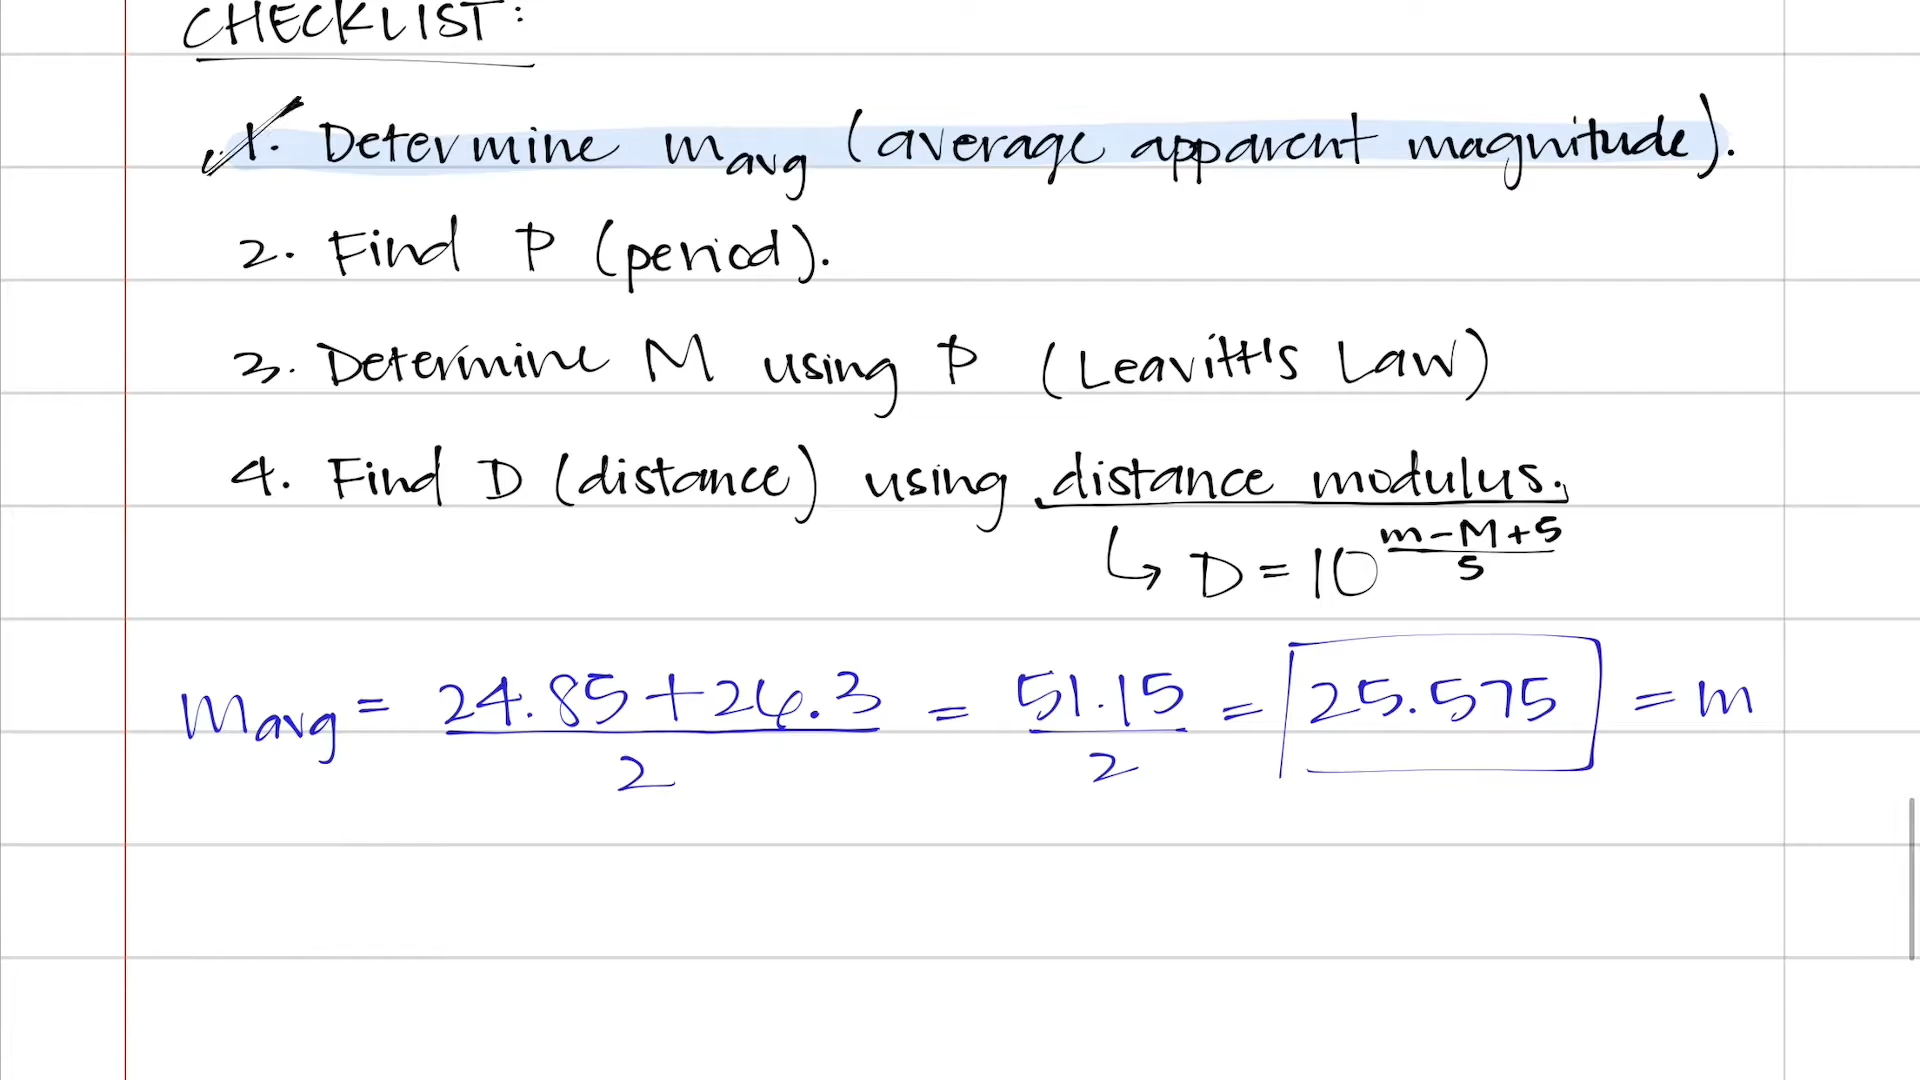 CHECKLIST:
1. Determine mavg (average apparent magnitude).
2. Find P (period).
3. Determine M using P (Leavitt's Law)
4. Find D (distance) using distance modulus.
↳ D = 10^((m-M+5)/5)
mavg = (24.85+26.3)/2 = 51.15/2 = 25.575 = m